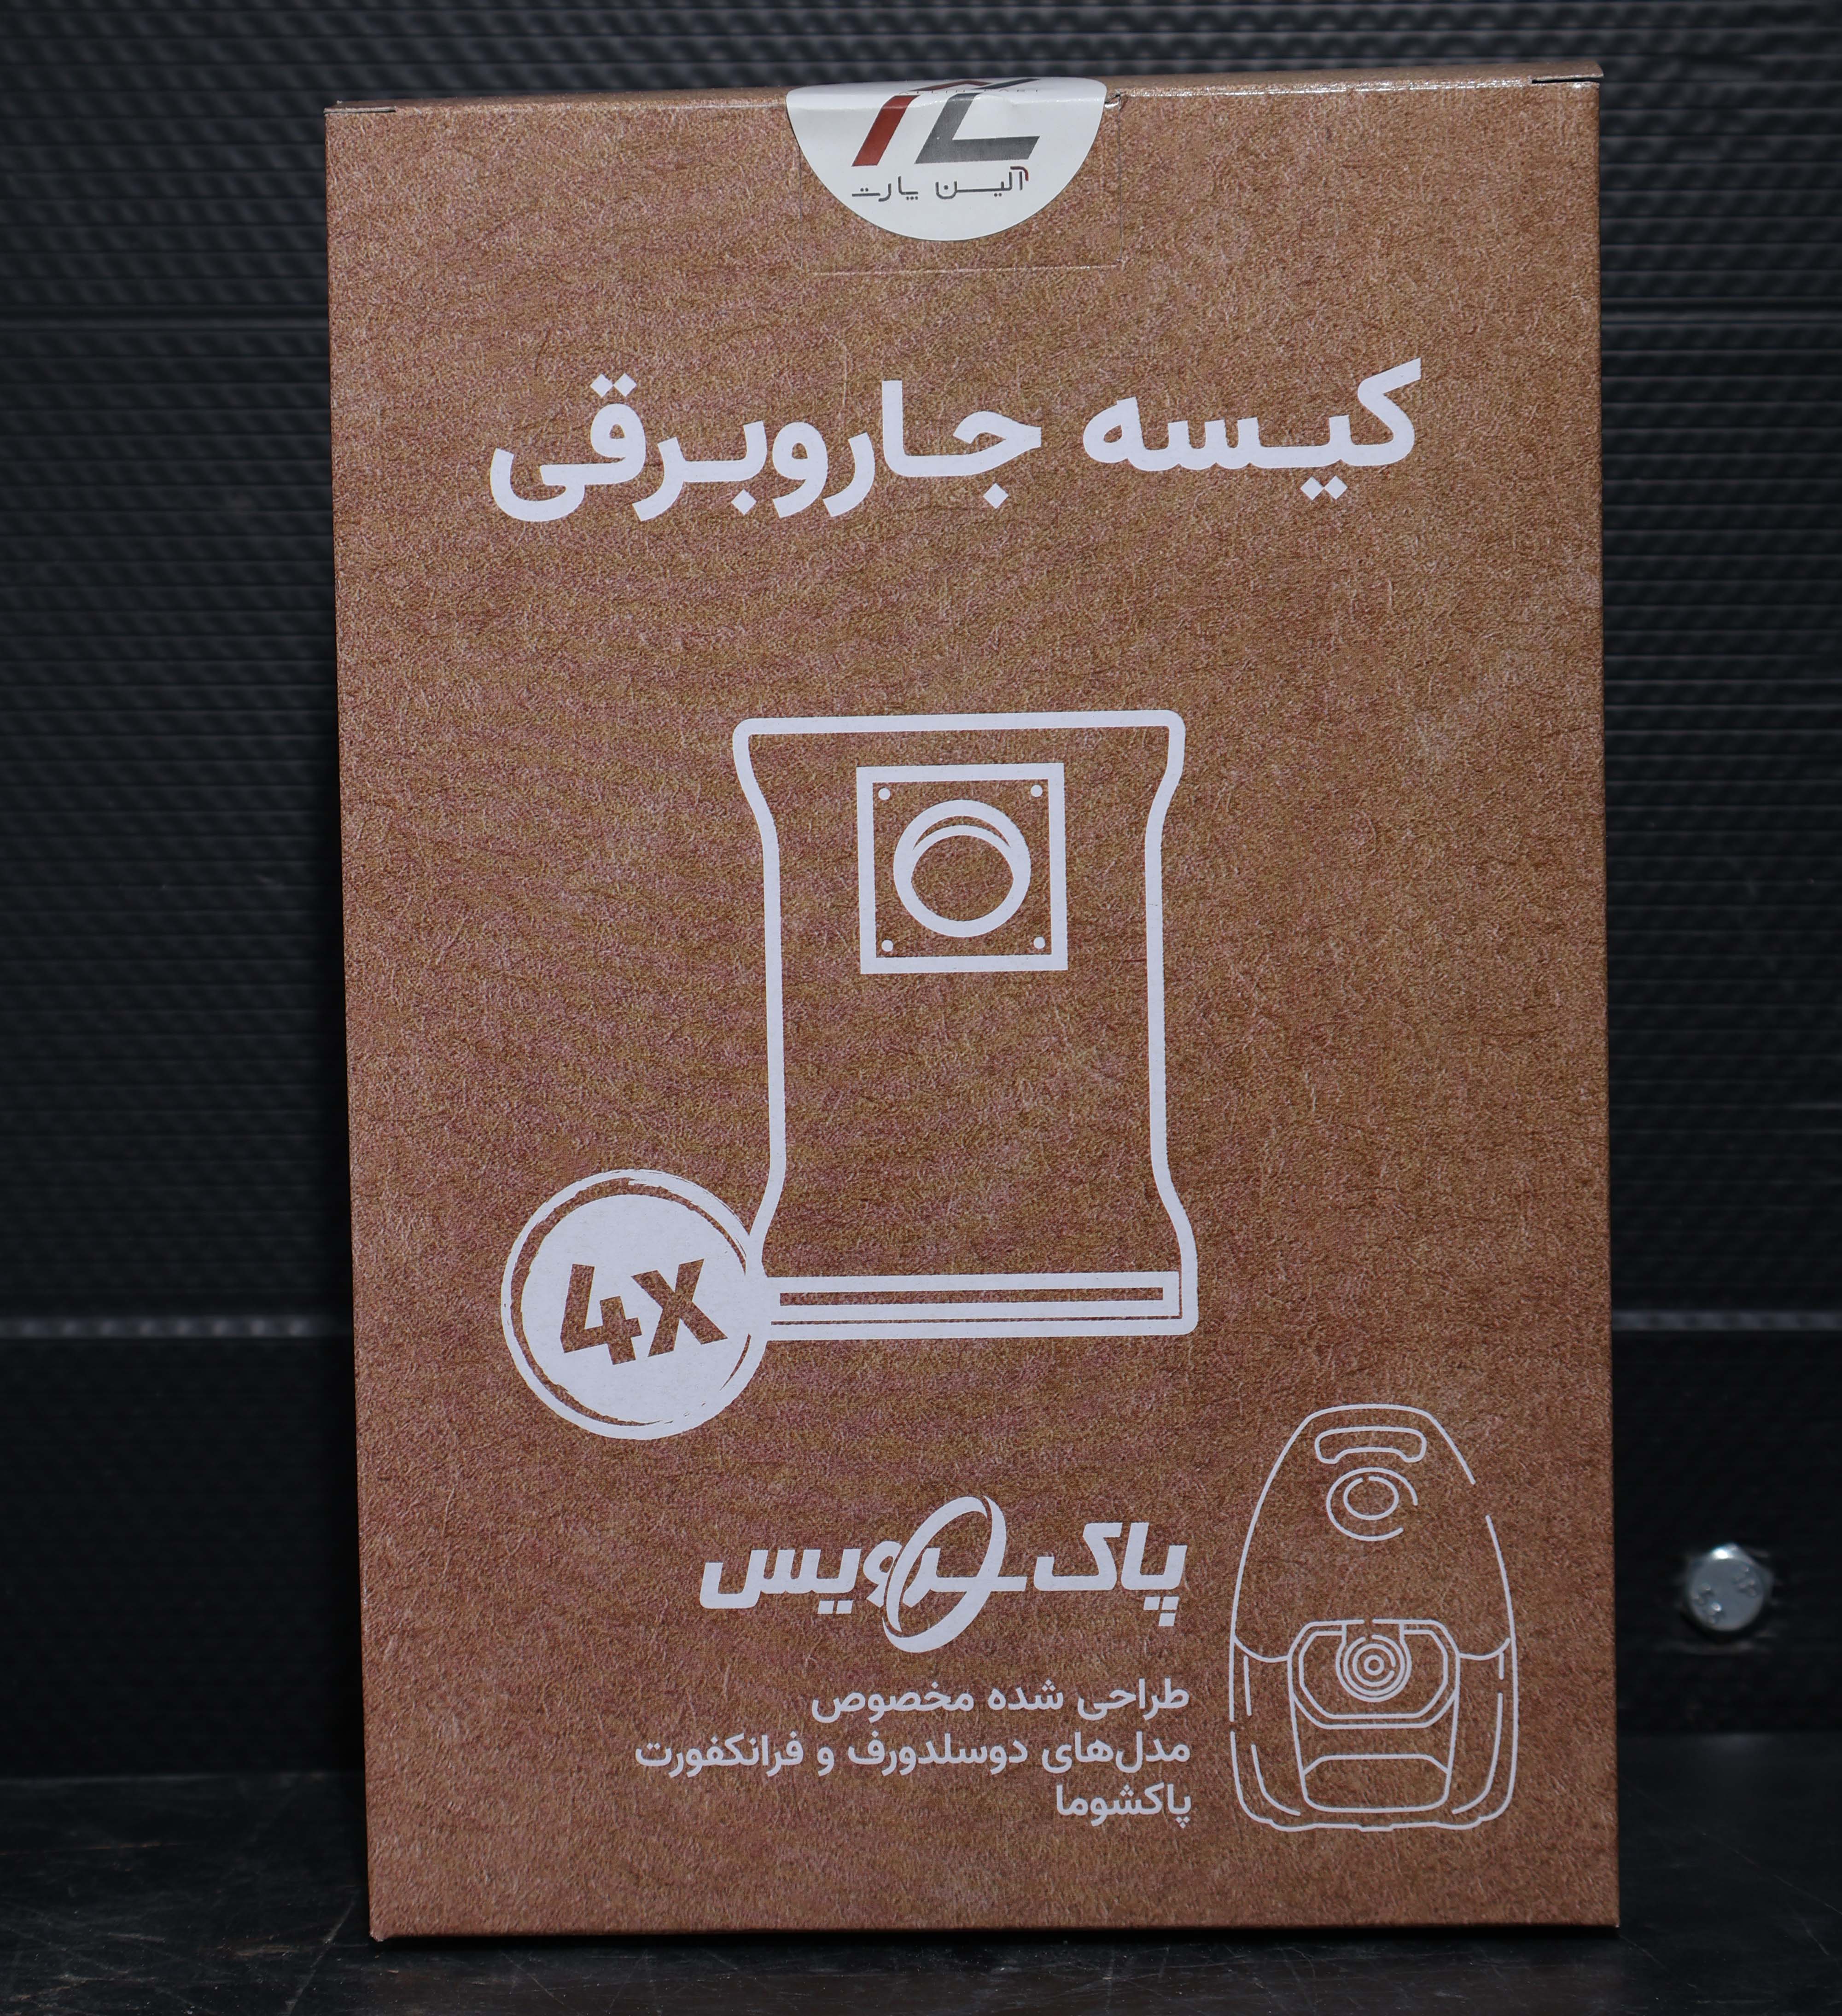 آلین پارت
کیسه جاروبرقی
4X
پاک سرویس
طراحی شده مخصوص
مدل‌های دوسلدورف و فرانکفورت
پاکشوما